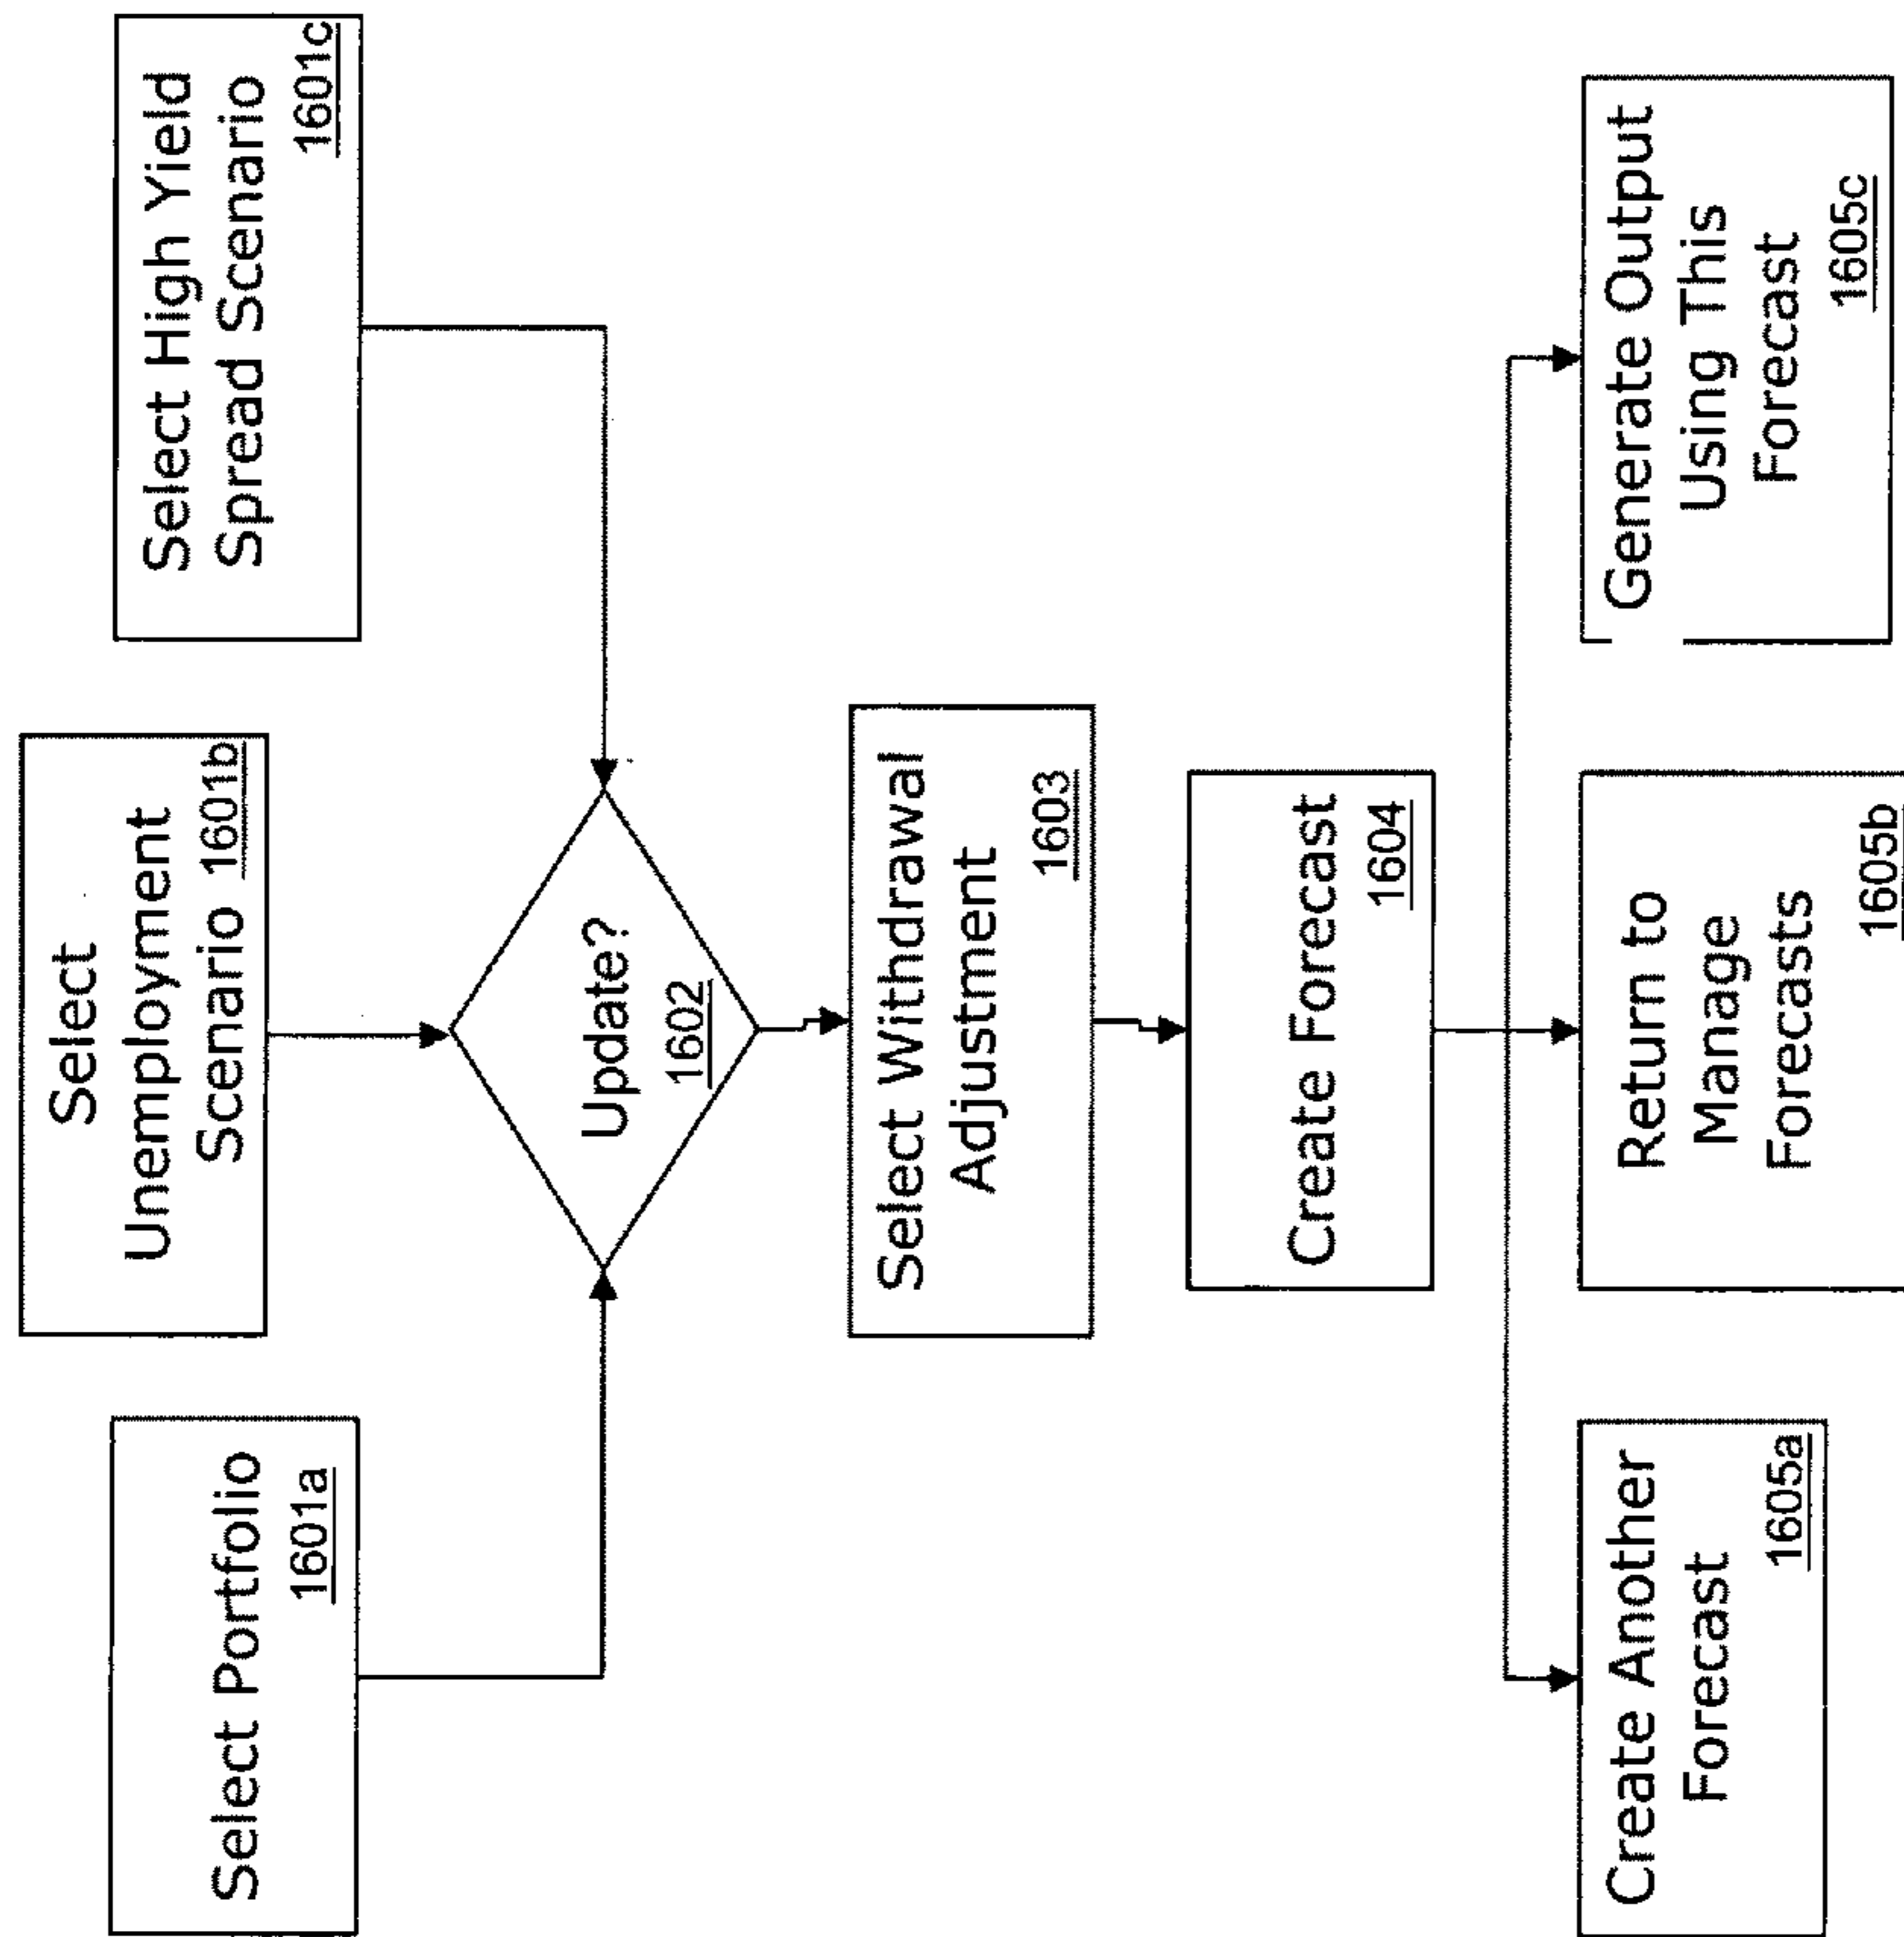 Select Portfolio
1601a
Select
Unemployment
Scenario 1601b
Select High Yield
Spread Scenario
1601c
Update?
1602
Select Withdrawal
Adjustment
1603
Create Forecast
1604
Create Another
Forecast
1605a
Return to
Manage
Forecasts
1605b
Generate Output
Using This
Forecast
1605c